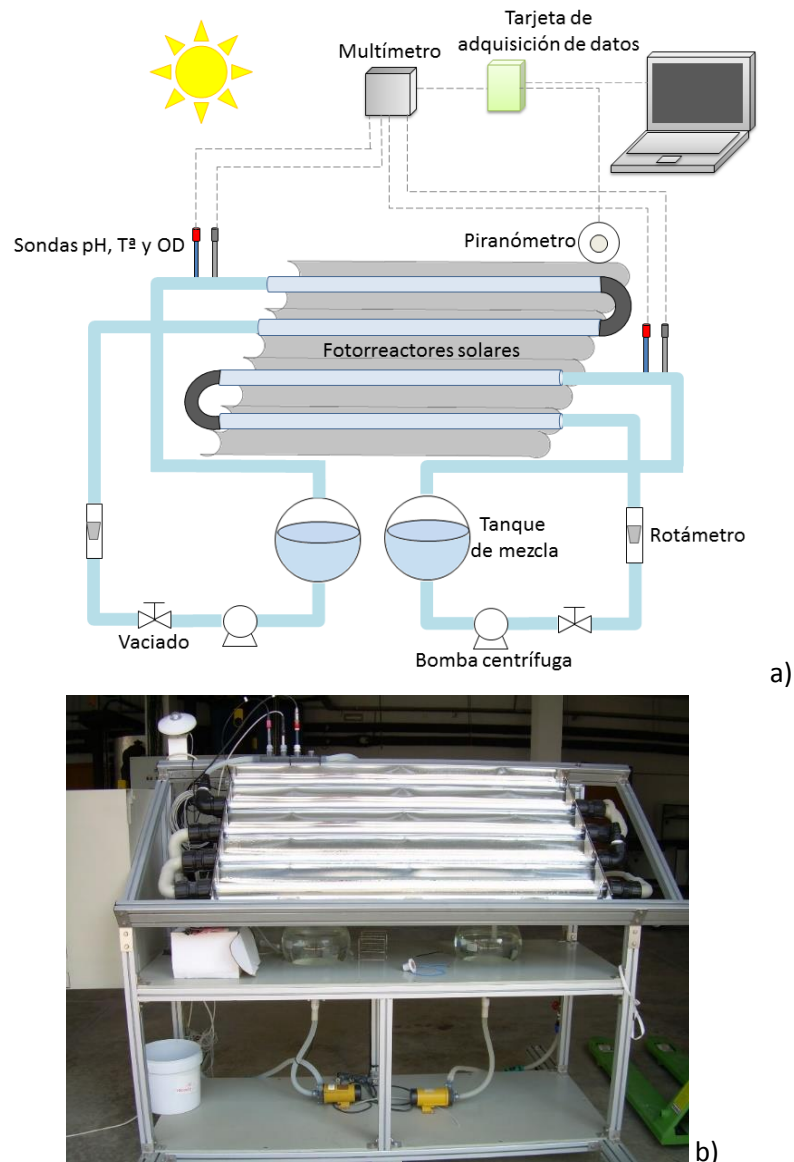 Tarjeta de
adquisición de datos
Multímetro
Sondas pH, Tª y OD
Piranómetro
Fotorreactores solares
Tanque
de mezcla
Rotámetro
Vaciado
Bomba centrífuga
a)
b)